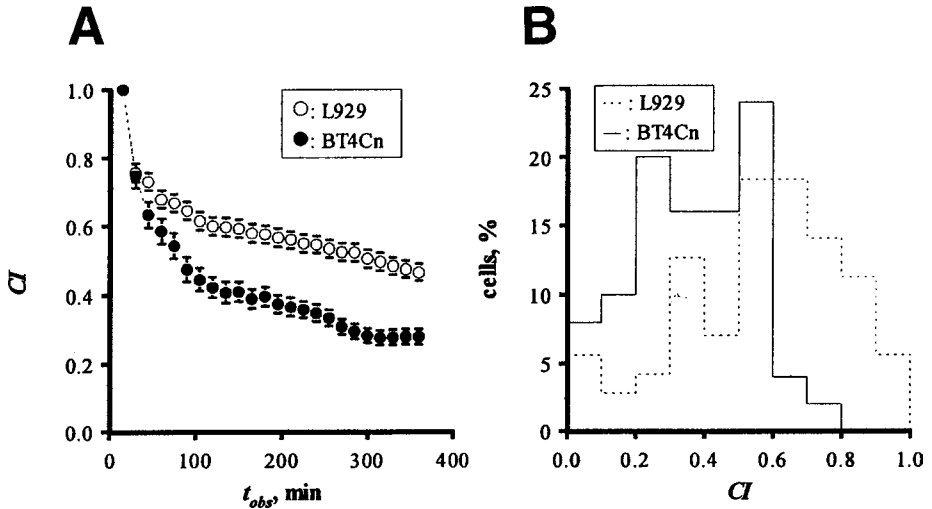 A
CI
1.0
0.8
0.6
0.4
0.2
0.0
: L929
: BT4Cn
0 100 200 300 400
t_obs, min
B
cells, %
25
20
15
10
5
0
: L929
: BT4Cn
0.0 0.2 0.4 0.6 0.8 1.0
CI